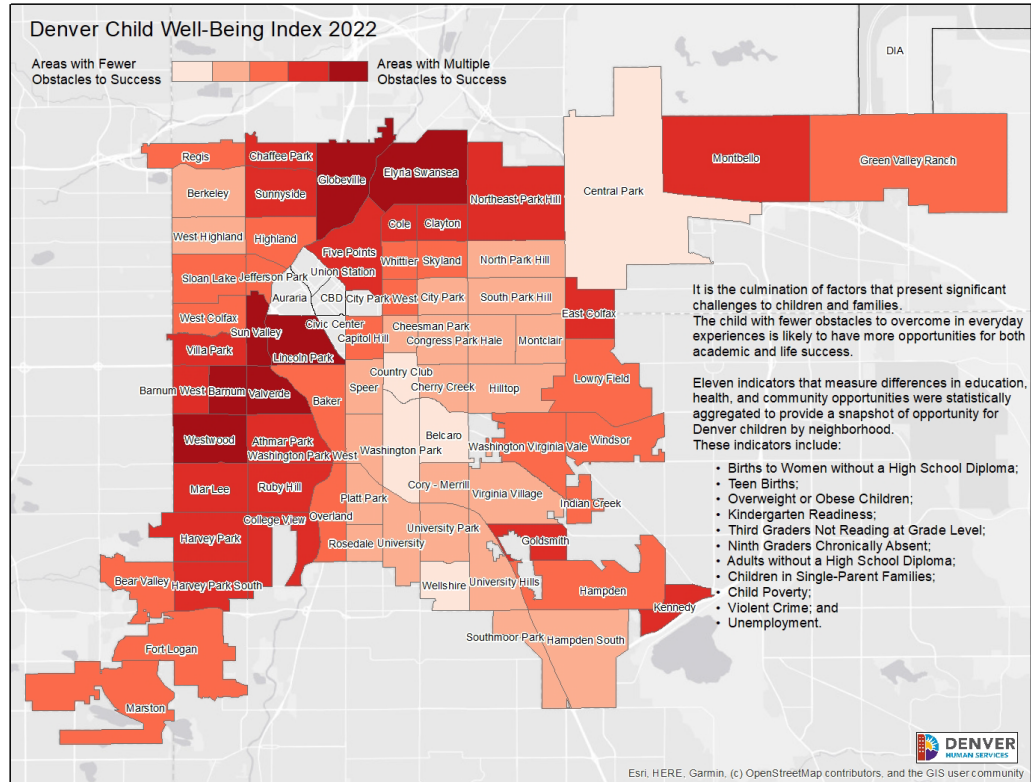 Denver Child Well-Being Index 2022
Areas with Fewer
Obstacles to Success
Areas with Multiple
Obstacles to Success
DIA
Regis
Chaffee Park
Globeville
Elyria Swansea
Montbello
Green Valley Ranch
Berkeley
Sunnyside
Northeast Park Hill
Central Park
Cole
Clayton
West Highland
Highland
Five Points
Whittier
Skyland
North Park Hill
Sloan Lake
Jefferson Park
Union Station
Auraria
CBD
City Park West
City Park
South Park Hill
West Colfax
Sun Valley
Civic Center
Capitol Hill
Cheesman Park
Congress Park
Hale
Montclair
East Colfax
Villa Park
Lincoln Park
Country Club
Cherry Creek
Hilltop
Lowry Field
Barnum West
Barnum
Valverde
Baker
Speer
Belcaro
Westwood
Athmar Park
Washington Park West
Washington Park
Washington Virginia Vale
Windsor
Mar Lee
Ruby Hill
Platt Park
Cory - Merrill
Virginia Village
Indian Creek
College View
Overland
University Park
Harvey Park
Rosedale
University
Goldsmith
Bear Valley
Harvey Park South
Wellshire
University Hills
Hampden
Kennedy
Fort Logan
Southmoor Park
Hampden South
Marston
It is the culmination of factors that present significant
challenges to children and families.
The child with fewer obstacles to overcome in everyday
experiences is likely to have more opportunities for both
academic and life success.
Eleven indicators that measure differences in education,
health, and community opportunities were statistically
aggregated to provide a snapshot of opportunity for
Denver children by neighborhood.
These indicators include:
• Births to Women without a High School Diploma;
• Teen Births;
• Overweight or Obese Children;
• Kindergarten Readiness;
• Third Graders Not Reading at Grade Level;
• Ninth Graders Chronically Absent;
• Adults without a High School Diploma;
• Children in Single-Parent Families;
• Child Poverty;
• Violent Crime; and
• Unemployment.
DENVER
HUMAN SERVICES
Esri, HERE, Garmin, (c) OpenStreetMap contributors, and the GIS user community